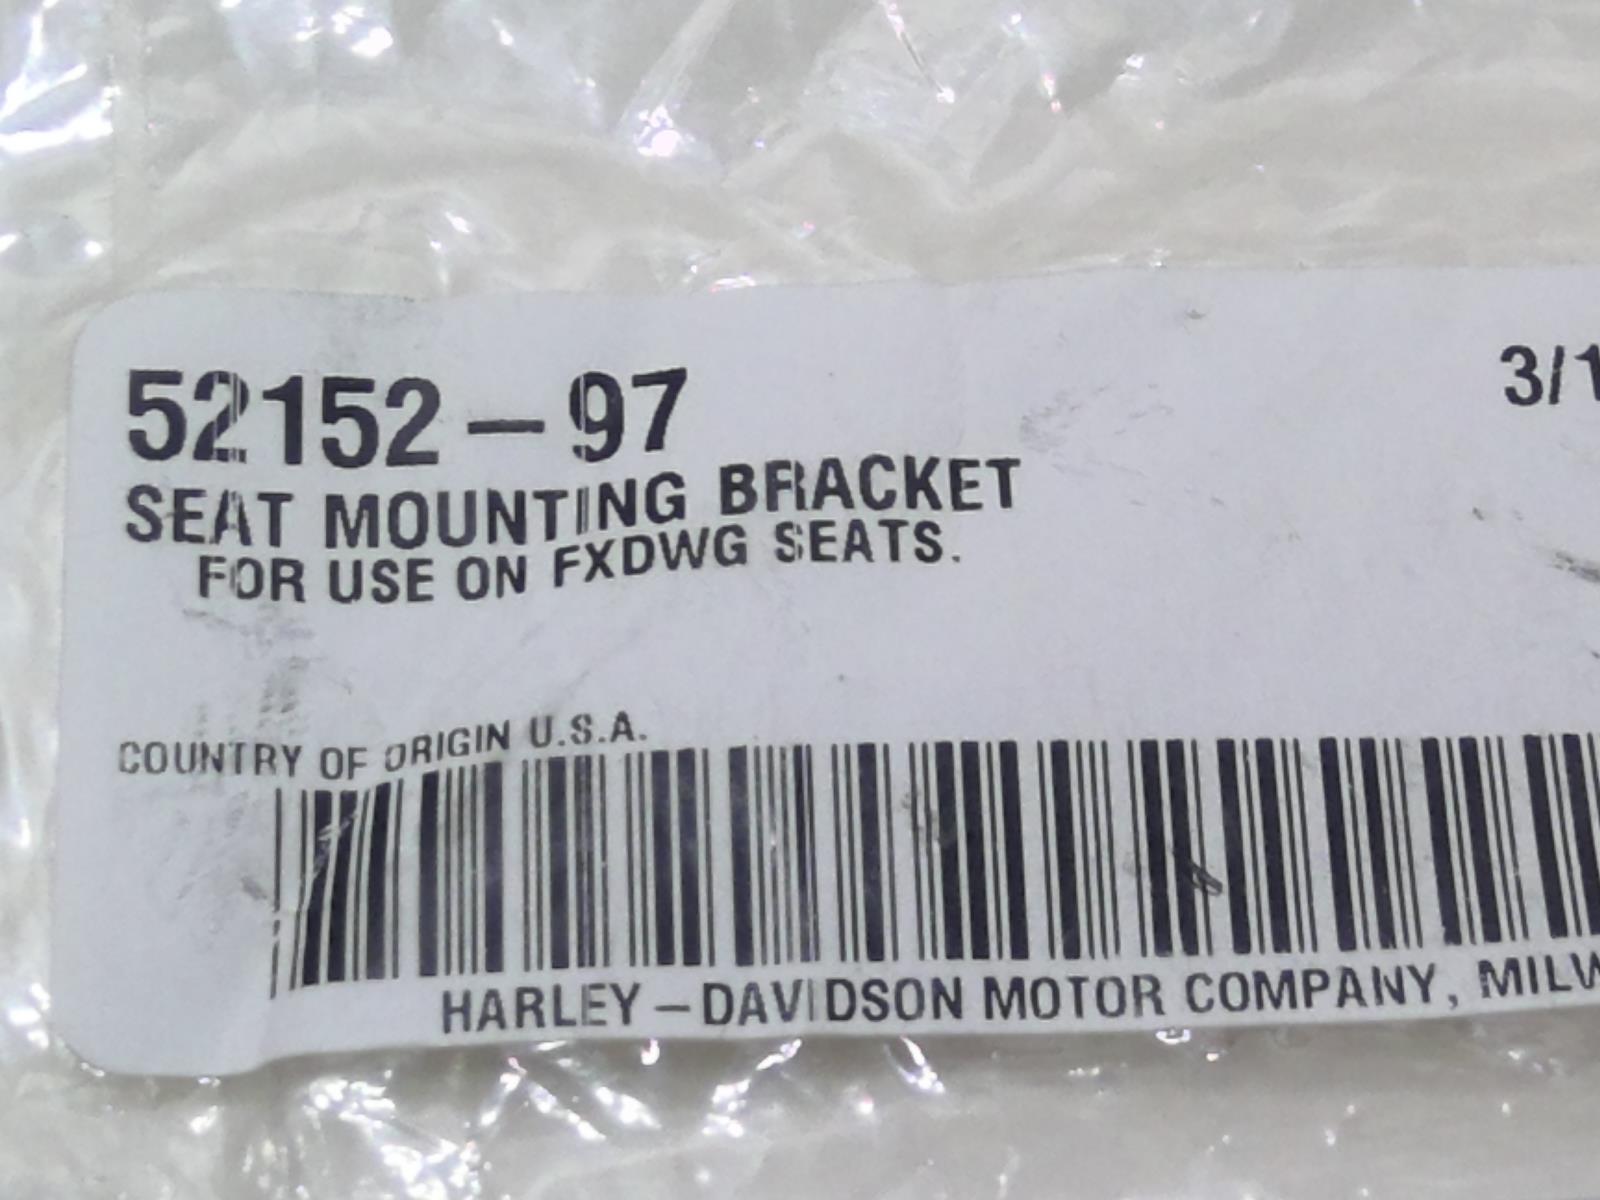 52152-97
3/1
SEAT MOUNTING BRACKET
FOR USE ON FXDWG SEATS.
COUNTRY OF ORIGIN U.S.A.
HARLEY-DAVIDSON MOTOR COMPANY, MILW